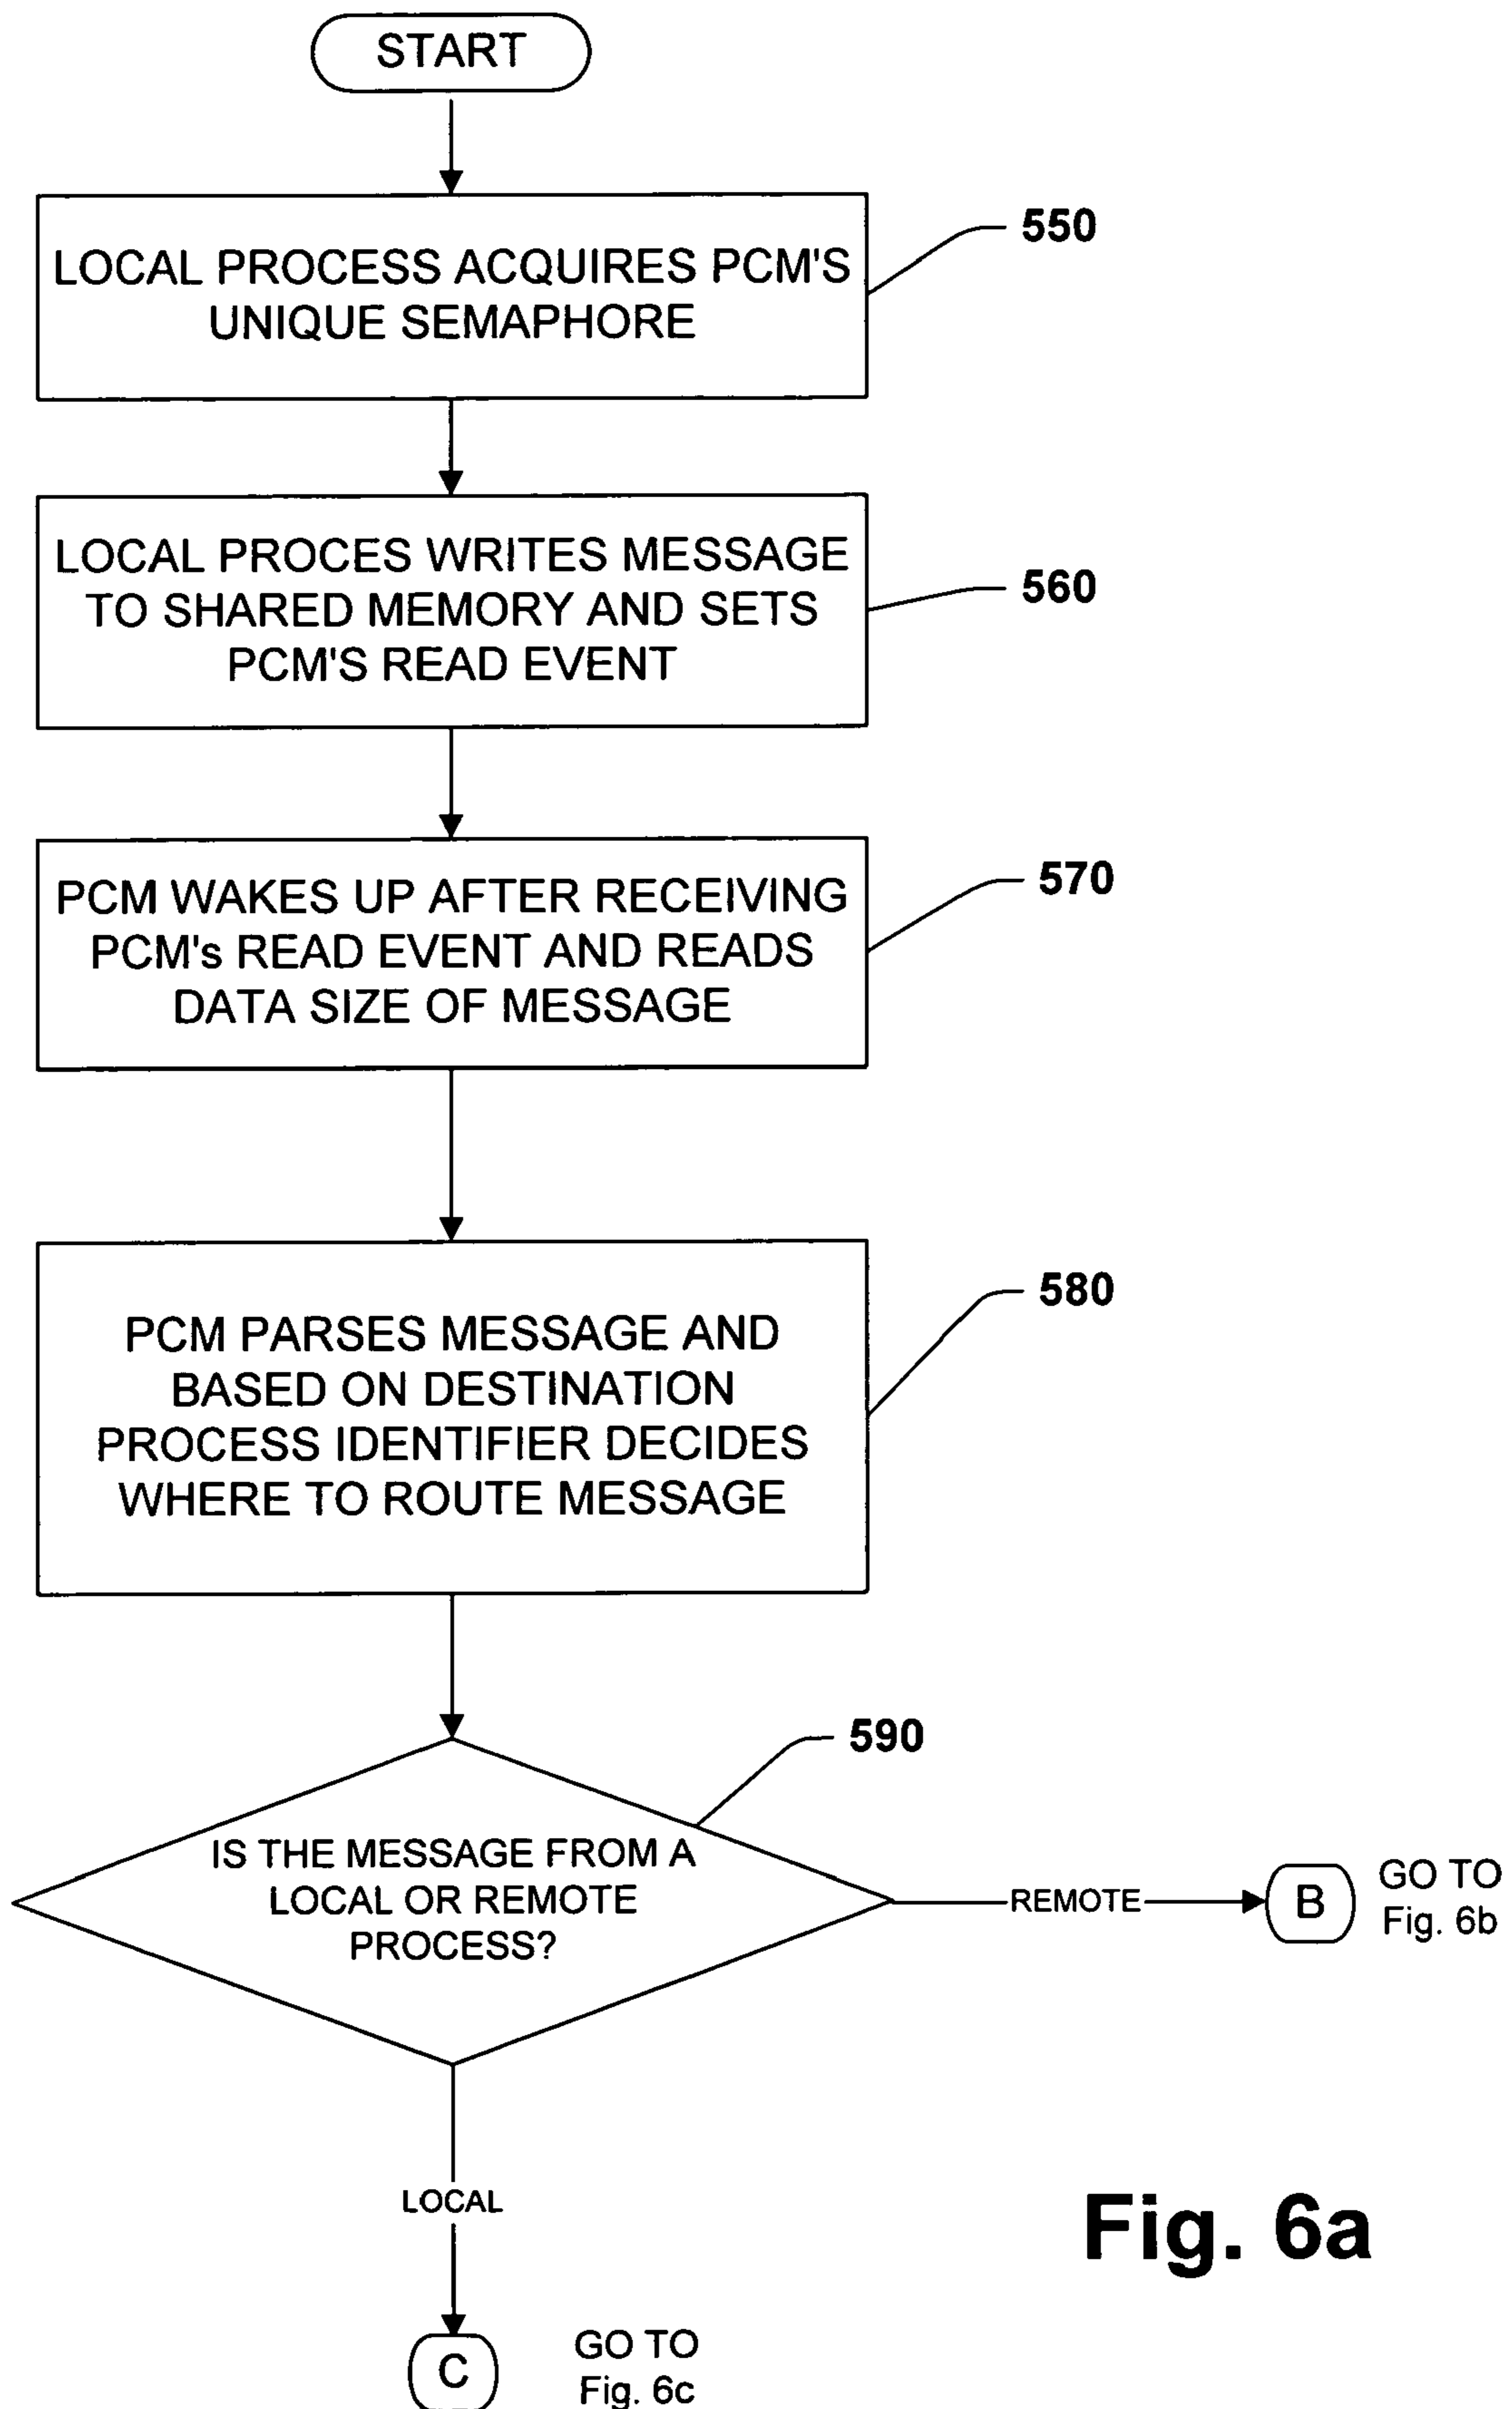 START
LOCAL PROCESS ACQUIRES PCM'S
UNIQUE SEMAPHORE
550
LOCAL PROCES WRITES MESSAGE
TO SHARED MEMORY AND SETS
PCM'S READ EVENT
560
PCM WAKES UP AFTER RECEIVING
PCM's READ EVENT AND READS
DATA SIZE OF MESSAGE
570
PCM PARSES MESSAGE AND
BASED ON DESTINATION
PROCESS IDENTIFIER DECIDES
WHERE TO ROUTE MESSAGE
580
590
IS THE MESSAGE FROM A
LOCAL OR REMOTE
PROCESS?
REMOTE
B
GO TO
Fig. 6b
LOCAL
C
GO TO
Fig. 6c
Fig. 6a